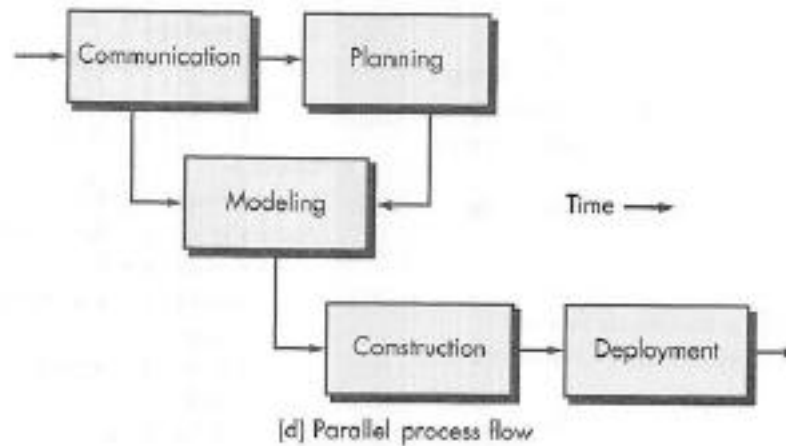 Communication
Planning
Modeling
Time
Construction
Deployment
(d) Parallel process flow